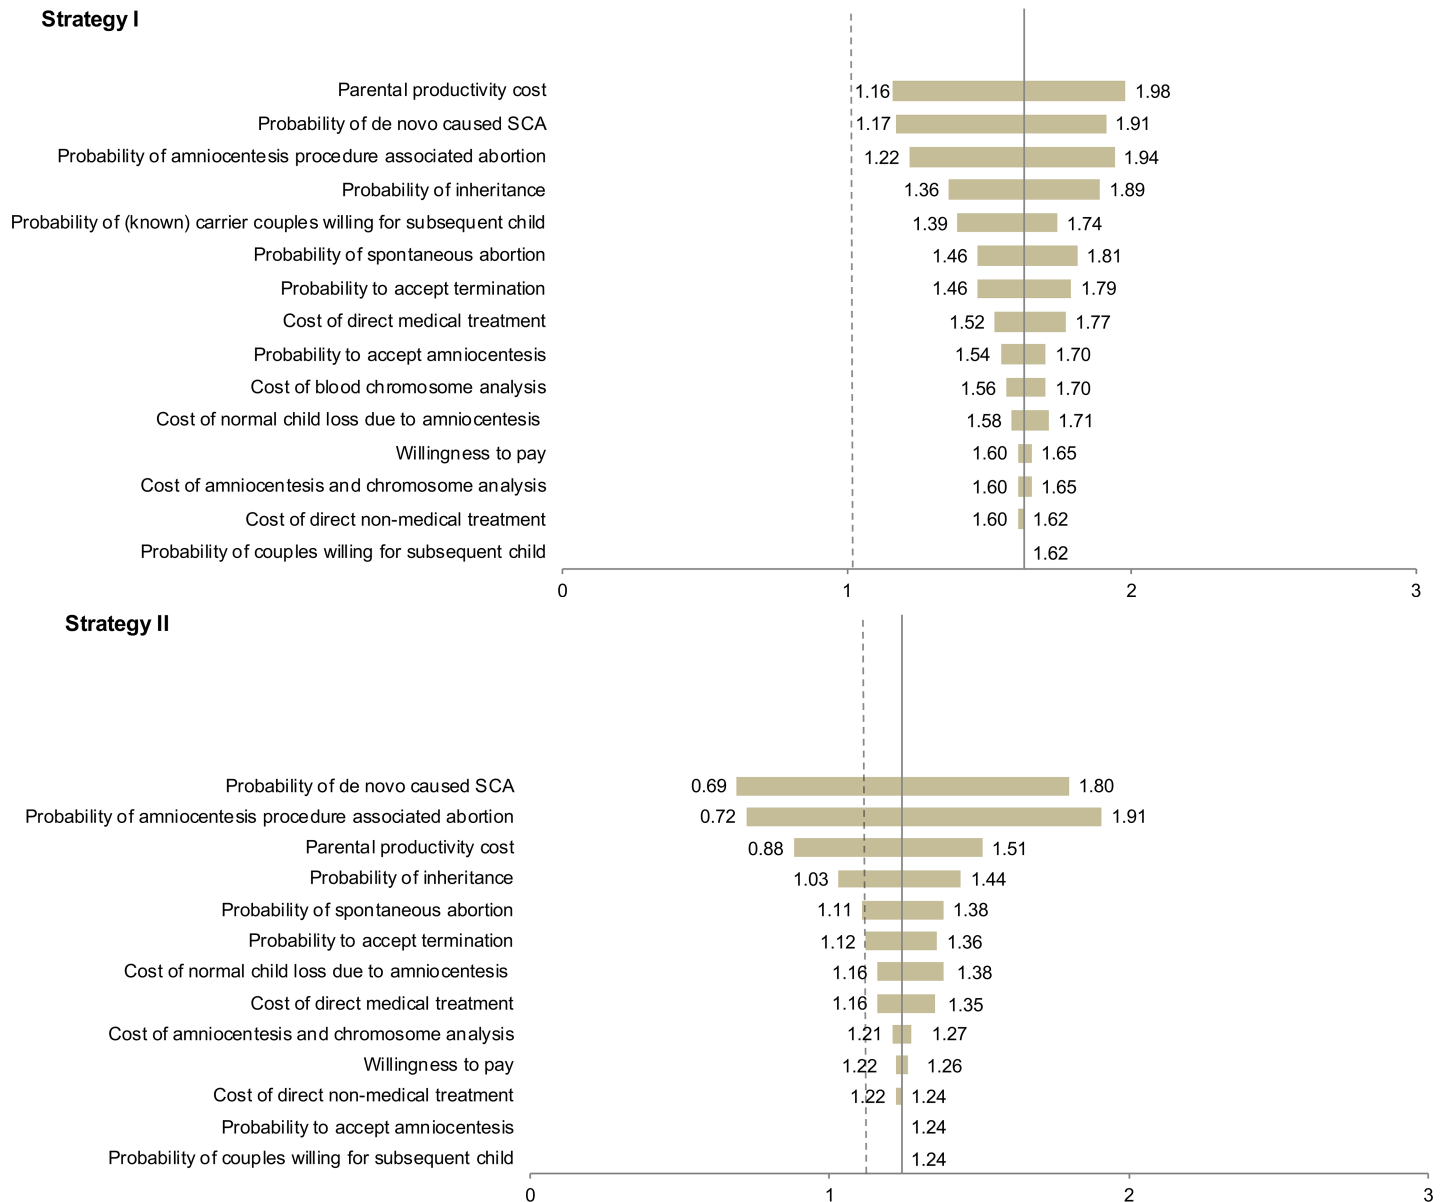 Strategy I
Parental productivity cost 1.16 1.98
Probability of de novo caused SCA 1.17 1.91
Probability of amniocentesis procedure associated abortion 1.22 1.94
Probability of inheritance 1.36 1.89
Probability of (known) carrier couples willing for subsequent child 1.39 1.74
Probability of spontaneous abortion 1.46 1.81
Probability to accept termination 1.46 1.79
Cost of direct medical treatment 1.52 1.77
Probability to accept amniocentesis 1.54 1.70
Cost of blood chromosome analysis 1.56 1.70
Cost of normal child loss due to amniocentesis 1.58 1.71
Willingness to pay 1.60 1.65
Cost of amniocentesis and chromosome analysis 1.60 1.65
Cost of direct non-medical treatment 1.60 1.62
Probability of couples willing for subsequent child 1.62
0 1 2 3
Strategy II
Probability of de novo caused SCA 0.69 1.80
Probability of amniocentesis procedure associated abortion 0.72 1.91
Parental productivity cost 0.88 1.51
Probability of inheritance 1.03 1.44
Probability of spontaneous abortion 1.11 1.38
Probability to accept termination 1.12 1.36
Cost of normal child loss due to amniocentesis 1.16 1.38
Cost of direct medical treatment 1.16 1.35
Cost of amniocentesis and chromosome analysis 1.21 1.27
Willingness to pay 1.22 1.26
Cost of direct non-medical treatment 1.22 1.24
Probability to accept amniocentesis 1.24
Probability of couples willing for subsequent child 1.24
0 1 2 3